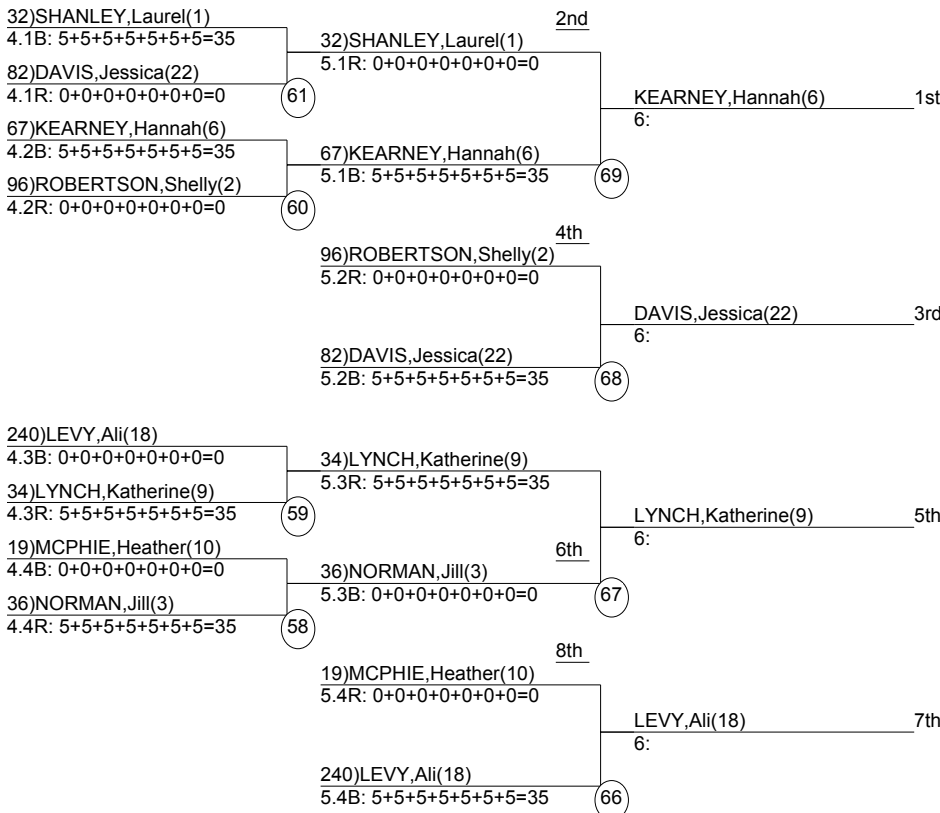 32)SHANLEY,Laurel(1)
4.1B: 5+5+5+5+5+5+5=35
82)DAVIS,Jessica(22)
4.1R: 0+0+0+0+0+0+0=0
61
67)KEARNEY,Hannah(6)
4.2B: 5+5+5+5+5+5+5=35
96)ROBERTSON,Shelly(2)
4.2R: 0+0+0+0+0+0+0=0
60
2nd
32)SHANLEY,Laurel(1)
5.1R: 0+0+0+0+0+0+0=0
67)KEARNEY,Hannah(6)
5.1B: 5+5+5+5+5+5+5=35
69
KEARNEY,Hannah(6) 1st
6:
4th
96)ROBERTSON,Shelly(2)
5.2R: 0+0+0+0+0+0+0=0
82)DAVIS,Jessica(22)
5.2B: 5+5+5+5+5+5+5=35
68
DAVIS,Jessica(22) 3rd
6:
240)LEVY,Ali(18)
4.3B: 0+0+0+0+0+0+0=0
34)LYNCH,Katherine(9)
4.3R: 5+5+5+5+5+5+5=35
59
19)MCPHIE,Heather(10)
4.4B: 0+0+0+0+0+0+0=0
36)NORMAN,Jill(3)
4.4R: 5+5+5+5+5+5+5=35
58
34)LYNCH,Katherine(9)
5.3R: 5+5+5+5+5+5+5=35
6th
36)NORMAN,Jill(3)
5.3B: 0+0+0+0+0+0+0=0
67
LYNCH,Katherine(9) 5th
6:
8th
19)MCPHIE,Heather(10)
5.4R: 0+0+0+0+0+0+0=0
240)LEVY,Ali(18)
5.4B: 5+5+5+5+5+5+5=35
66
LEVY,Ali(18) 7th
6: